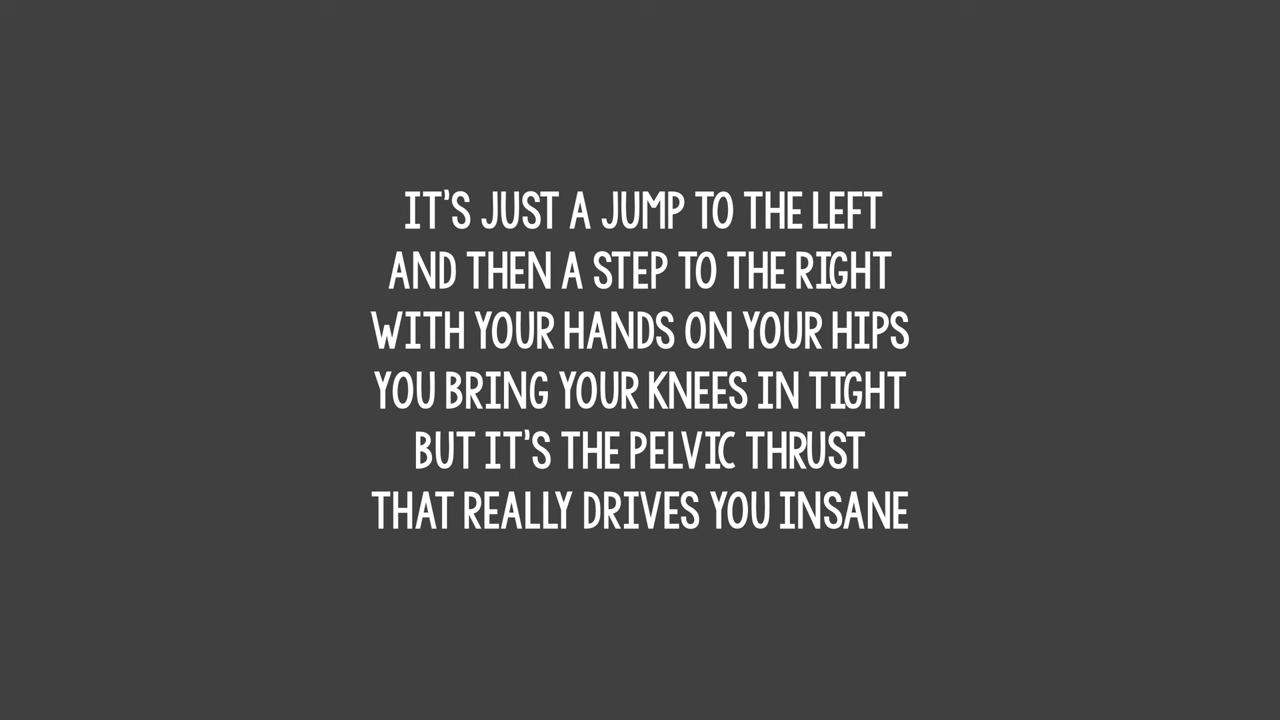 IT'S JUST A JUMP TO THE LEFT
AND THEN A STEP TO THE RIGHT
WITH YOUR HANDS ON YOUR HIPS
YOU BRING YOUR KNEES IN TIGHT
BUT IT'S THE PELVIC THRUST
THAT REALLY DRIVES YOU INSANE